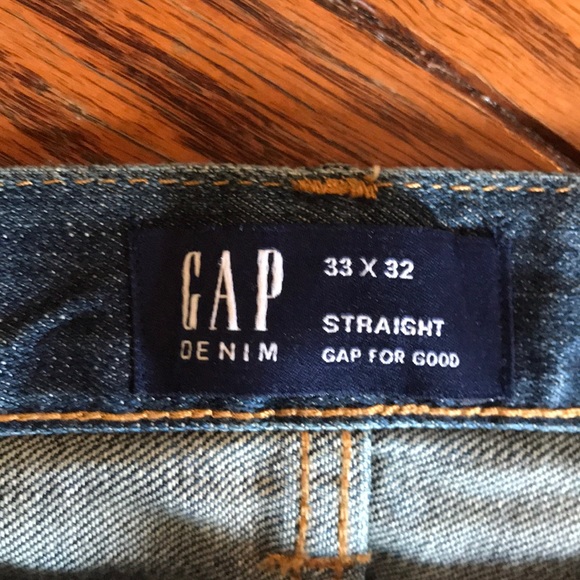 GAP
DENIM
33 X 32
STRAIGHT
GAP FOR GOOD